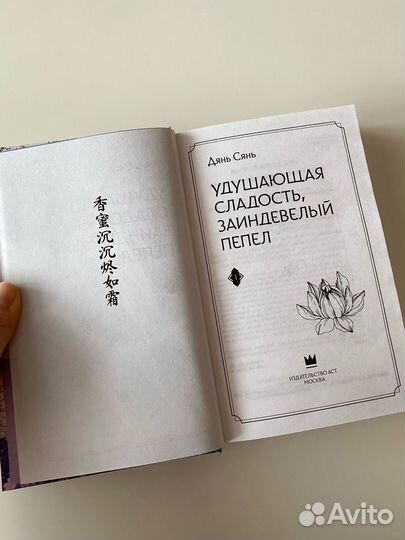 香蜜沉沉烬如霜
Дянь Сянь
УДУШАЮЩАЯ
СЛАДОСТЬ,
ЗАИНДЕВЕЛЫЙ
ПЕПЕЛ
ИЗДАТЕЛЬСТВО АСТ
МОСКВА
Avito